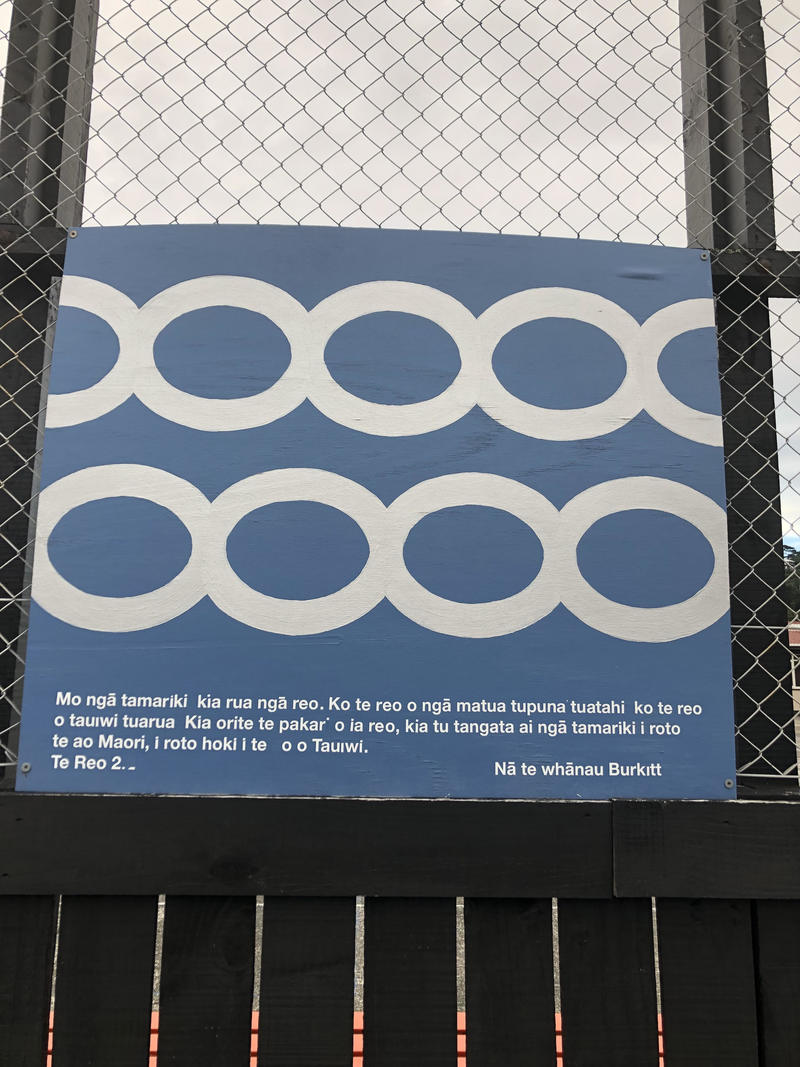 Mo ngā tamariki kia rua ngā reo. Ko te reo o ngā matua tupuna tuatahi ko te reo
o tauiwi tuarua Kia orite te o ia reo, kia tu tangata ai ngā tamariki i roto
te ao Maori, i roto hoki i te o o Tauiwi.
Te Reo 2.
Nā te whānau Burkitt